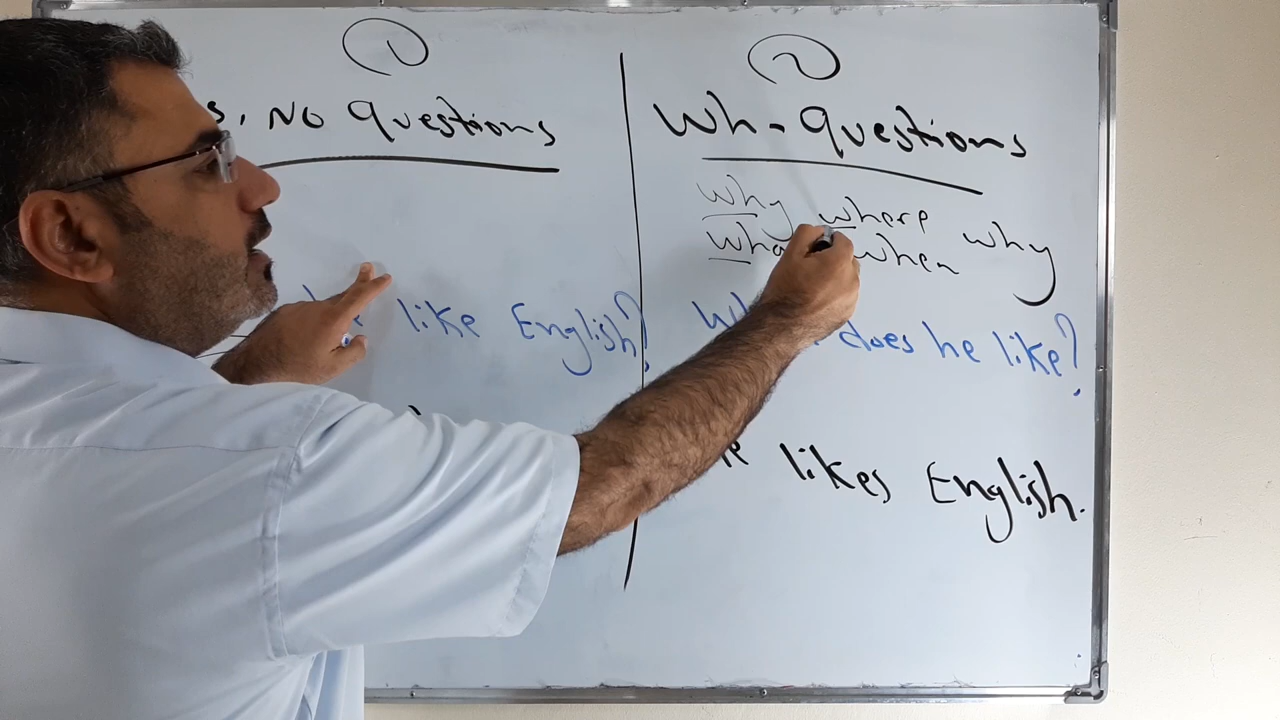 ① 
No Questions
like English?
②
Wh-Questions
Why where
when why
does he like?
likes English.